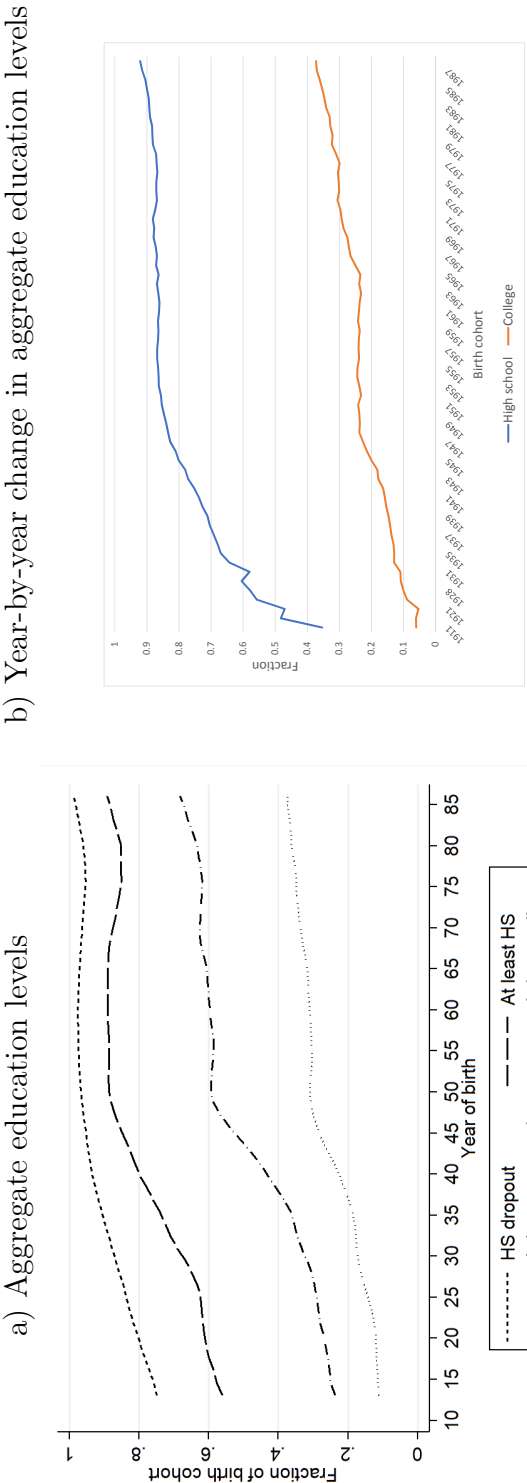 a) Aggregate education levels
Fraction of birth cohort
1
.8
.6
.4
.2
0
10 15 20 25 30 35 40 45 50 55 60 65 70 75 80 85
Year of birth
HS dropout
At least HS
b) Year-by-year change in aggregate education levels
Fraction
1
0.9
0.8
0.7
0.6
0.5
0.4
0.3
0.2
0.1
0
1911 1921 1928 1931 1935 1937 1939 1941 1943 1945 1947 1949 1951 1953 1955 1957 1959 1961 1963 1965 1967 1969 1971 1973 1975 1977 1979 1981 1983 1985 1987
Birth cohort
High school College